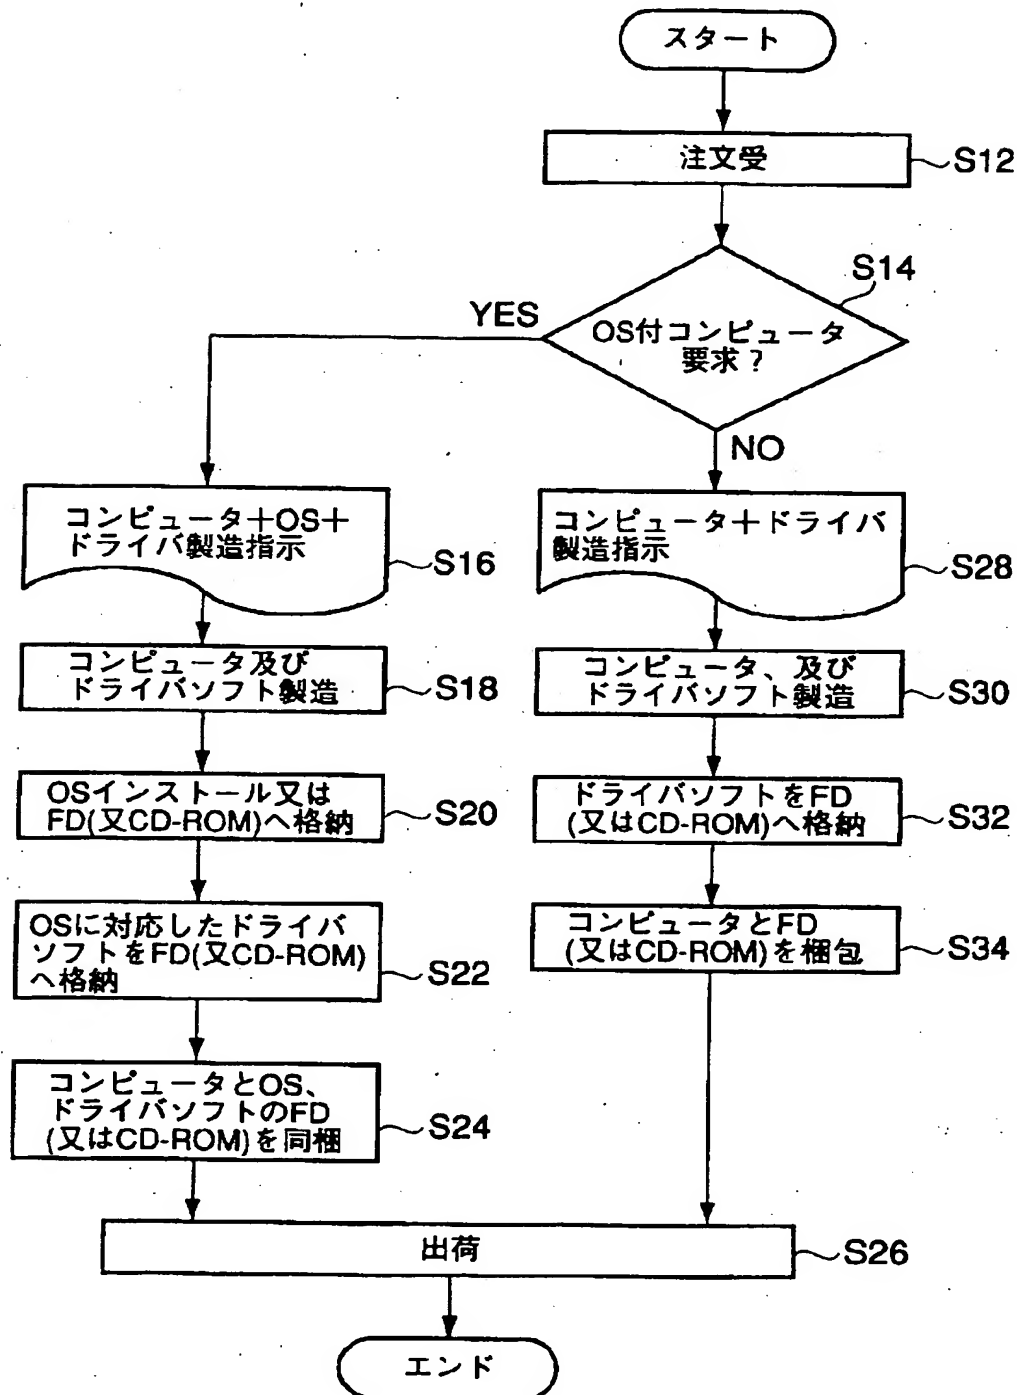 スタート
注文受
S12
S14
OS付コンピュータ
要求?
YES
NO
コンピュータ+OS+
ドライバ製造指示
S16
コンピュータ及び
ドライバソフト製造
S18
OSインストール又は
FD(又CD-ROM)へ格納
S20
OSに対応したドライバ
ソフトをFD(又CD-ROM)
へ格納
S22
コンピュータとOS、
ドライバソフトのFD
(又はCD-ROM)を同梱
S24
コンピュータ+ドライバ
製造指示
S28
コンピュータ、及び
ドライバソフト製造
S30
ドライバソフトをFD
(又はCD-ROM)へ格納
S32
コンピュータとFD
(又はCD-ROM)を梱包
S34
出荷
S26
エンド